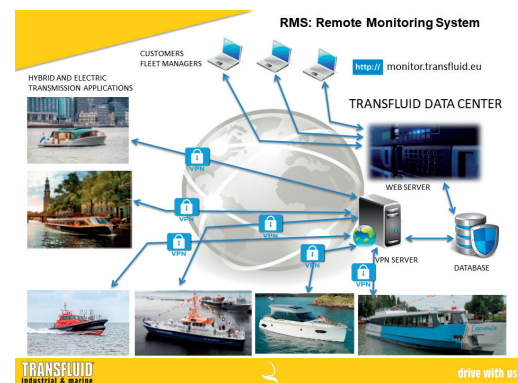 RMS: Remote Monitoring System
CUSTOMERS
FLEET MANAGERS
http:// monitor.transfluid.eu
HYBRID AND ELECTRIC
TRANSMISSION APPLICATIONS
TRANSFLUID DATA CENTER
WEB SERVER
VPN
VPN
VPN
VPN
VPN
VPN
VPN SERVER
DATABASE
TRANSFLUID
industrial & marine
drive with us